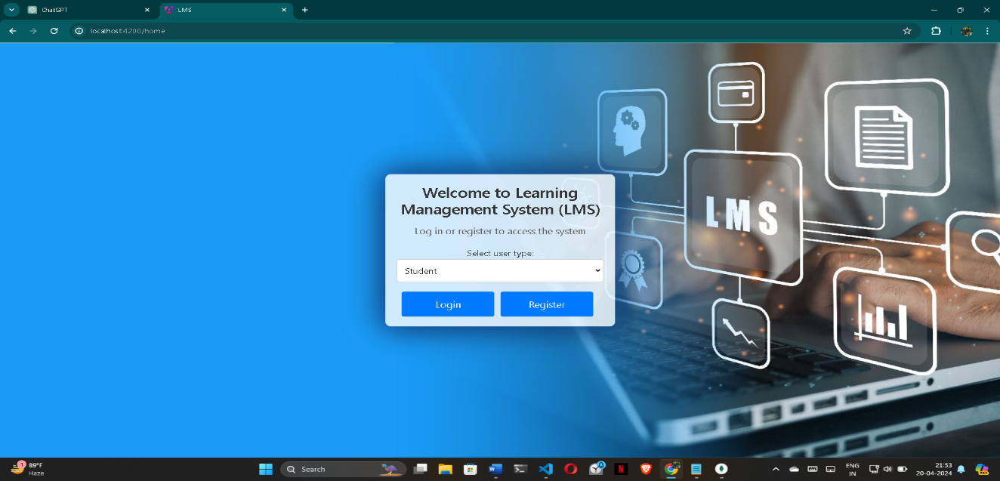 ChatGPT
LMS
localhost:4200/home
LMS
Welcome to Learning
Management System (LMS)
Log in or register to access the system
Select user type:
Student
Login
Register
1
89°F
Haze
Search
W
N
ENG
IN
21:53
20-04-2024